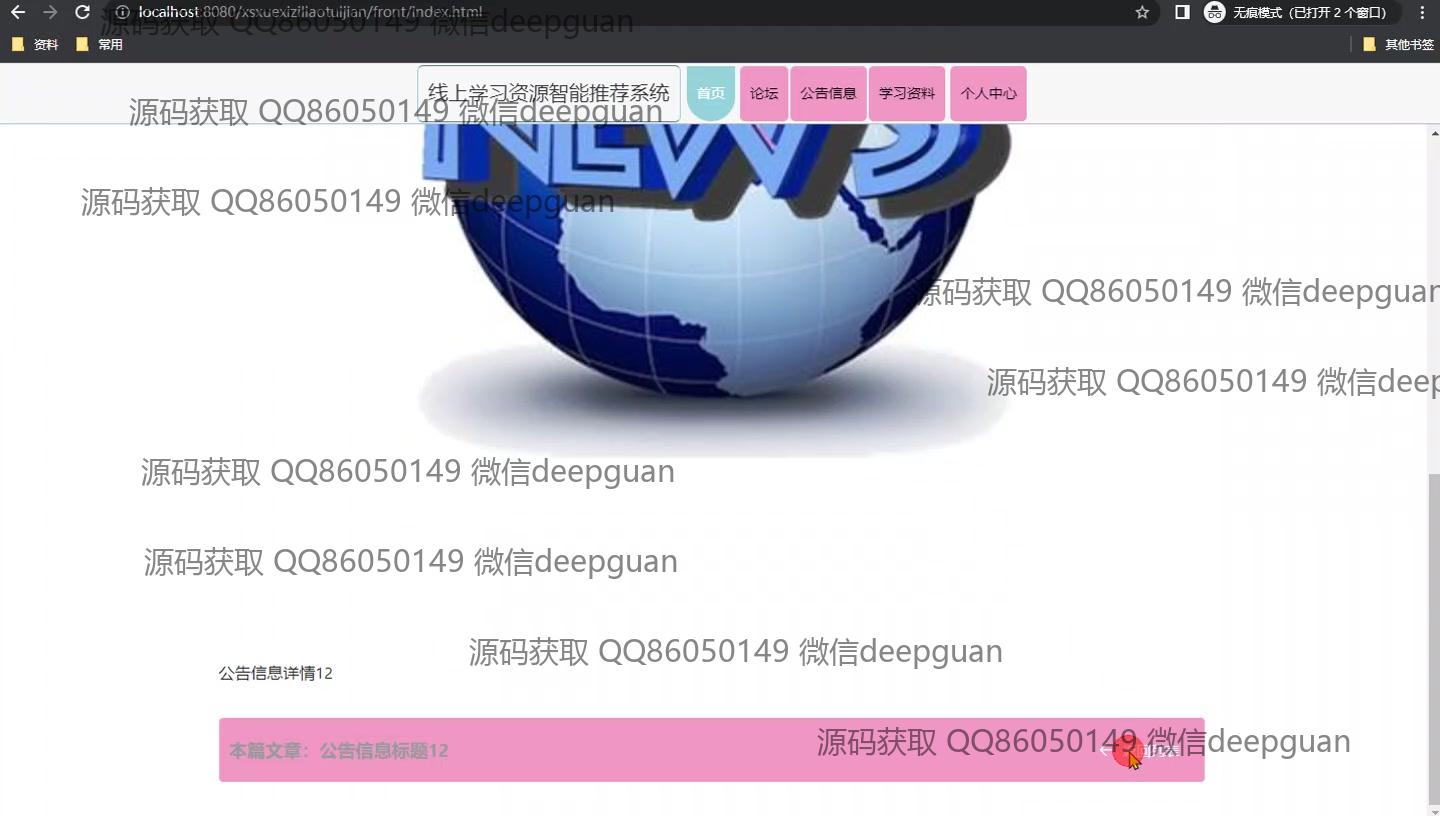 localhost:8080/xsxuexiziliaotuijian/front/index.html
无痕模式（已打开 2 个窗口）
源码获取 QQ86050149 微信deepguan
资料
常用
其他书签
线上学习资源智能推荐系统
首页
论坛
公告信息
学习资料
个人中心
源码获取 QQ86050149 微信deepguan
NEWS
源码获取 QQ86050149 微信deepguan
源码获取 QQ86050149 微信deepguan
源码获取 QQ86050149 微信deep
源码获取 QQ86050149 微信deepguan
源码获取 QQ86050149 微信deepguan
源码获取 QQ86050149 微信deepguan
公告信息详情12
本篇文章：公告信息标题12
源码获取 QQ86050149 微信deepguan